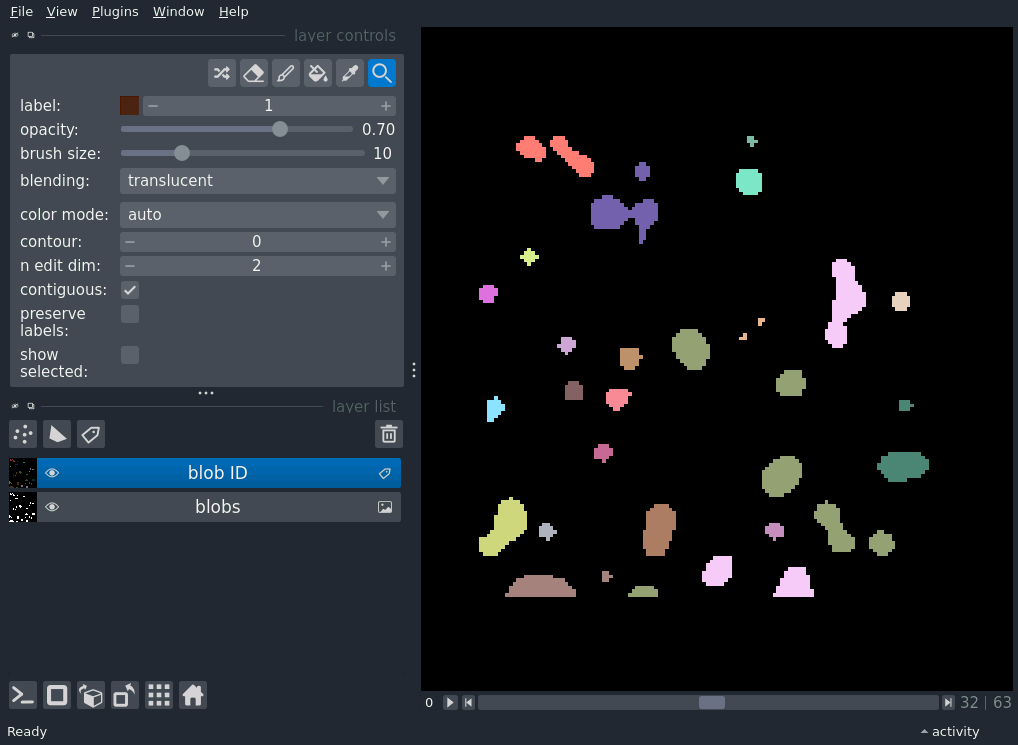 File View Plugins Window Help
layer controls
label: 1
opacity: 0.70
brush size: 10
blending: translucent
color mode: auto
contour: 0
n edit dim: 2
contiguous:
preserve
labels:
show
selected:
layer list
blob ID
blobs
0 32 | 63
Ready activity